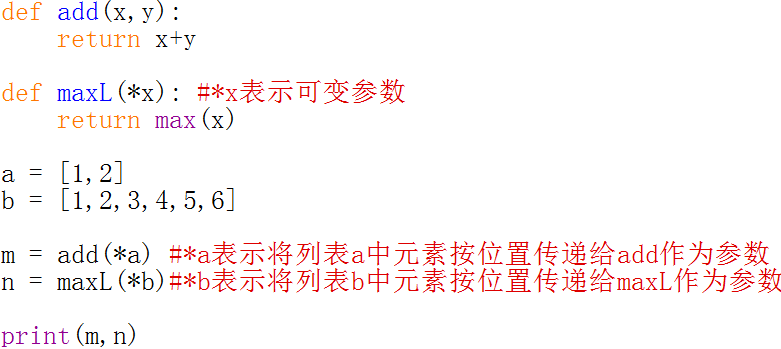 def add(x,y):
    return x+y

def maxL(*x): #*x表示可变参数
    return max(x)

a = [1,2]
b = [1,2,3,4,5,6]

m = add(*a) #*a表示将列表a中元素按位置传递给add作为参数
n = maxL(*b)#*b表示将列表b中元素按位置传递给maxL作为参数

print(m,n)